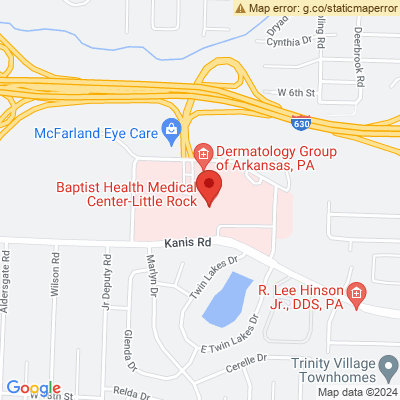 Map error: g.co/staticmaperror
Dryad
Cynthia Dr
Deerbrook Rd
ling Rd
W 6th St
630
McFarland Eye Care
Dermatology Group
of Arkansas, PA
Baptist Health Medical
Center-Little Rock
Kanis Rd
Aldersgate Rd
Wilson Rd
Jr Deputy Rd
Marlyn Dr
Glenda Dr
Twin Lakes Dr
R. Lee Hinson
Jr., DDS, PA
E Twin Lakes Dr
Cerelle Dr
Trinity Village
Townhomes
Relda Dr
Google
Map data ©2024